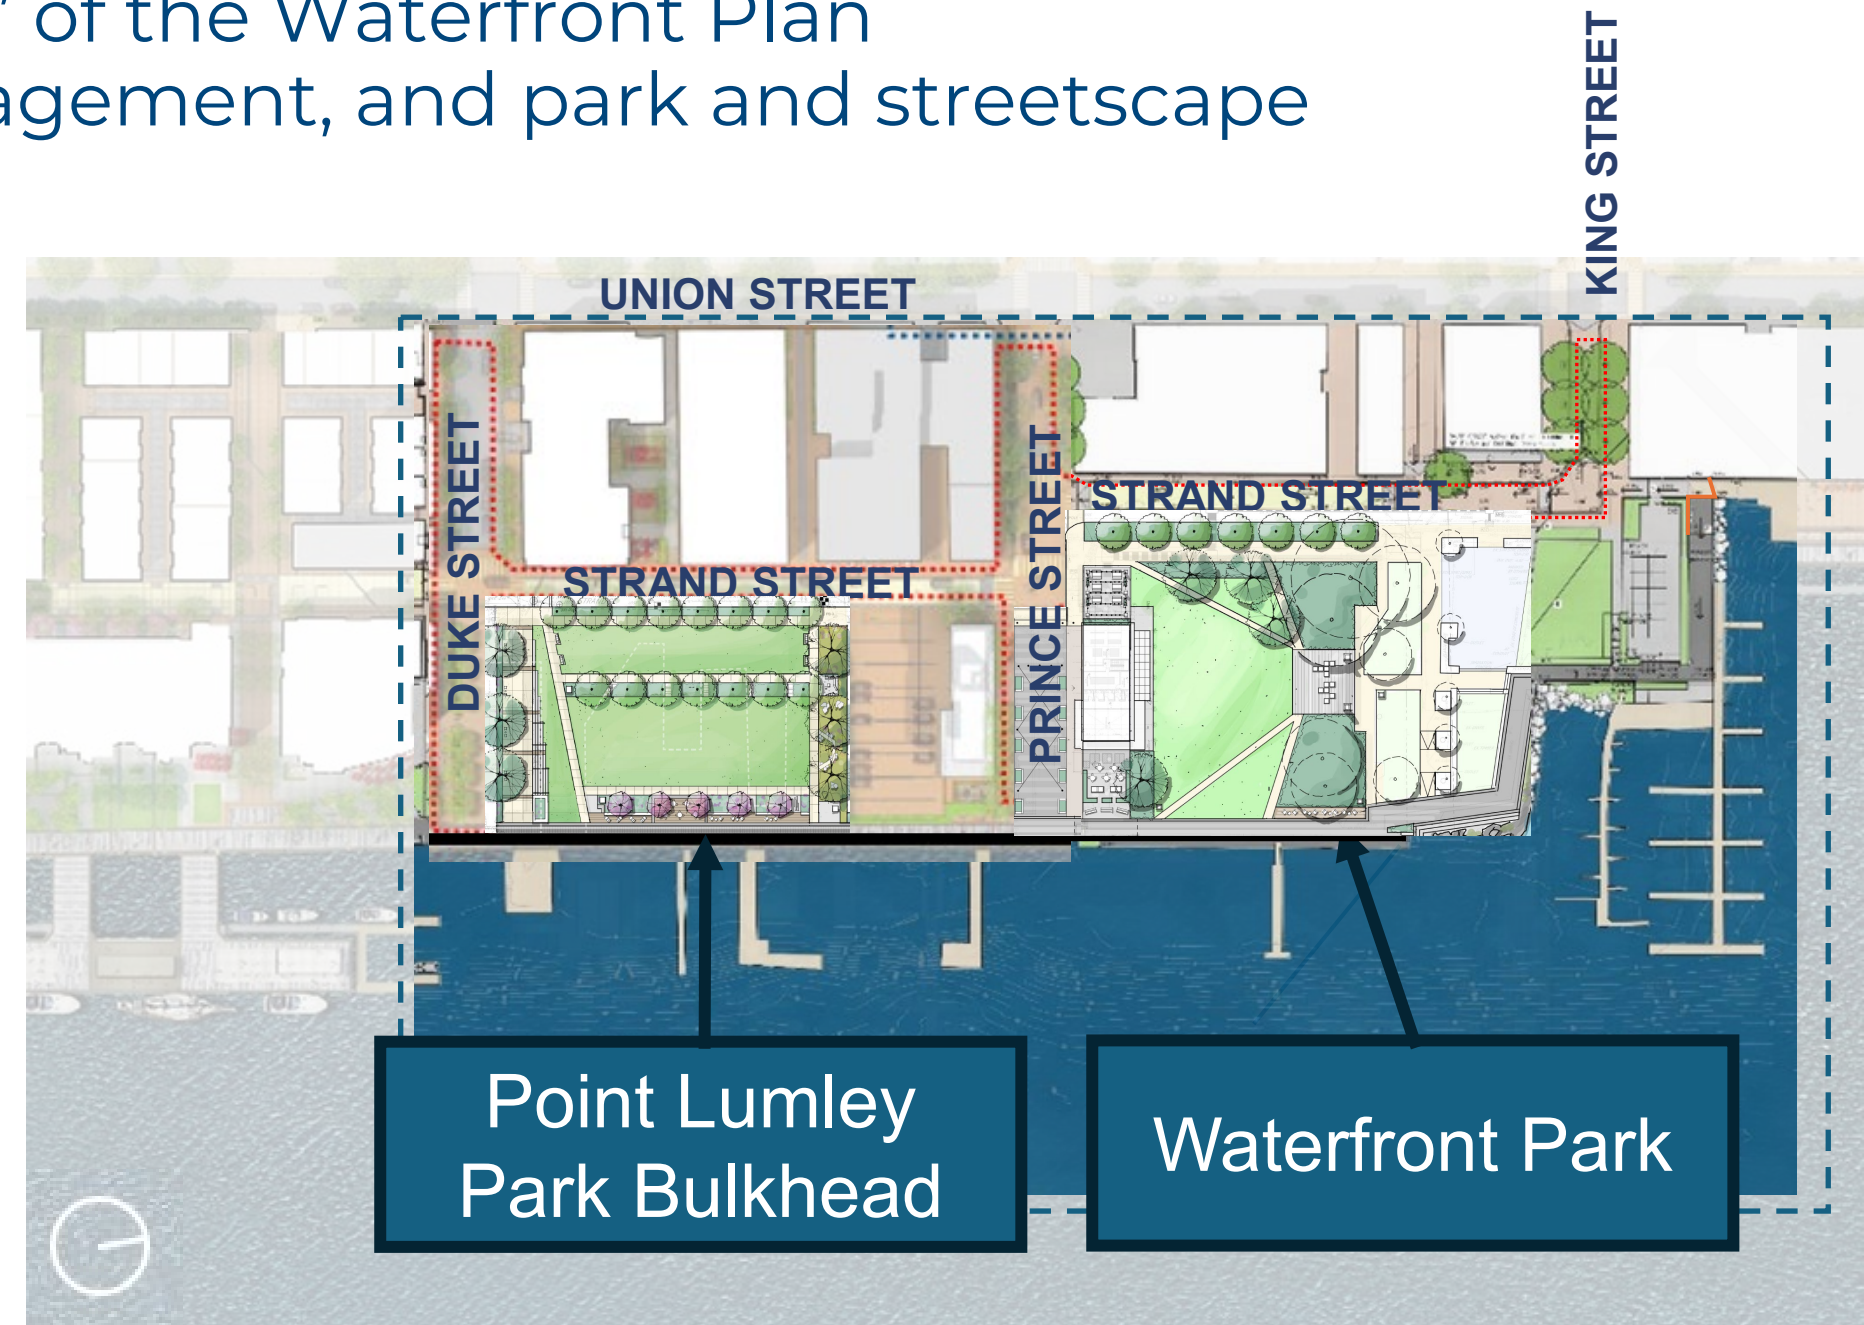 of the Waterfront Plan
agement, and park and streetscape
KING STREET
UNION STREET
DUKE STREET
STRAND STREET
PRINCE STREET
STRAND STREET
Point Lumley
Park Bulkhead
Waterfront Park